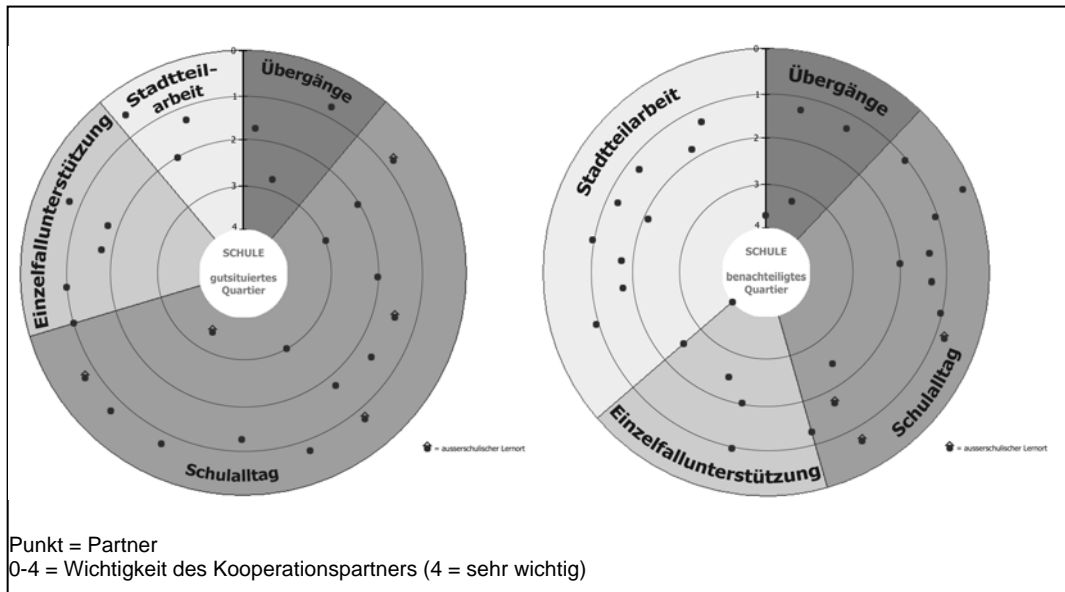 0
1
2
3
4
Stadtteil-
arbeit
Übergänge
Einzelfallunterstützung
Schulalltag
SCHULE
gutsituiertes
Quartier
= ausserschulischer Lernort
0
1
2
3
4
Stadtteilarbeit
Übergänge
Einzelfallunterstützung
Schulalltag
SCHULE
benachteiligtes
Quartier
= ausserschulischer Lernort
Punkt = Partner
0-4 = Wichtigkeit des Kooperationspartners (4 = sehr wichtig)